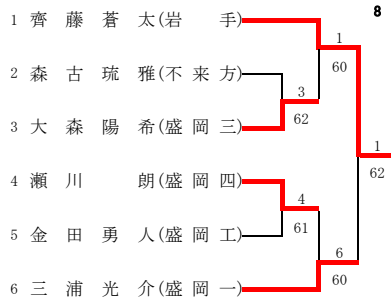 8
1 齊藤蒼太(岩手)
1
60
2 森古琉雅(不来方)
3
62
3 大森陽希(盛岡三)
1
62
4 瀬川朗(盛岡四)
4
61
5 金田勇人(盛岡工)
6
60
6 三浦光介(盛岡一)